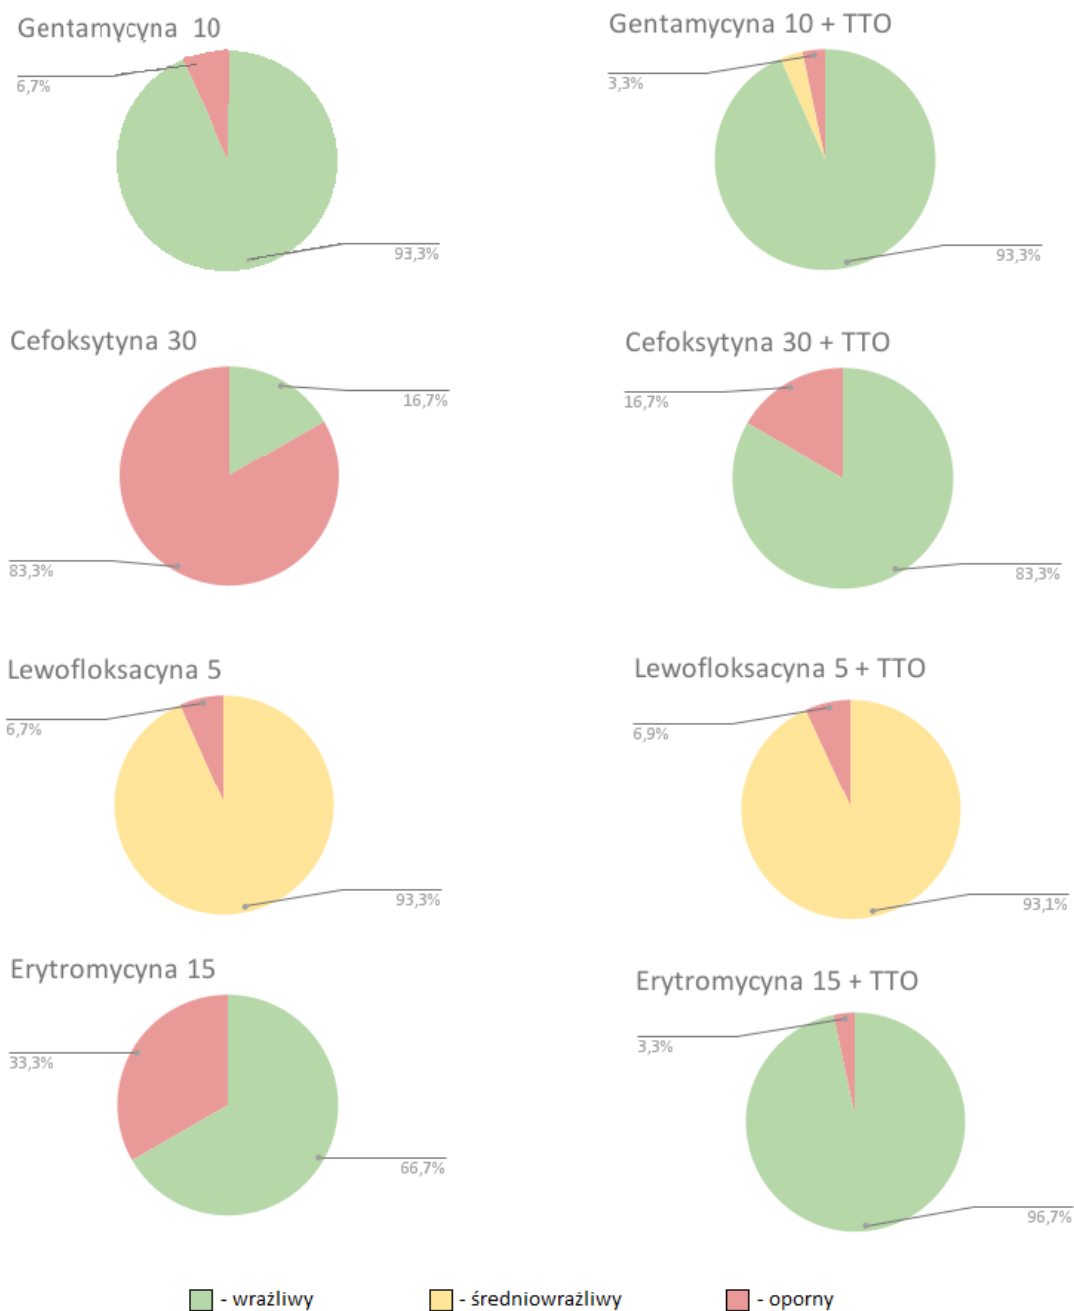 Gentamycyna 10
6,7%
93,3%
Gentamycyna 10 + TTO
3,3%
93,3%
Cefoksytyna 30
16,7%
83,3%
Cefoksytyna 30 + TTO
16,7%
83,3%
Lewofloksacyna 5
6,7%
93,3%
Lewofloksacyna 5 + TTO
6,9%
93,1%
Erytromycyna 15
33,3%
66,7%
Erytromycyna 15 + TTO
3,3%
96,7%
- wrażliwy - średniowrażliwy - oporny